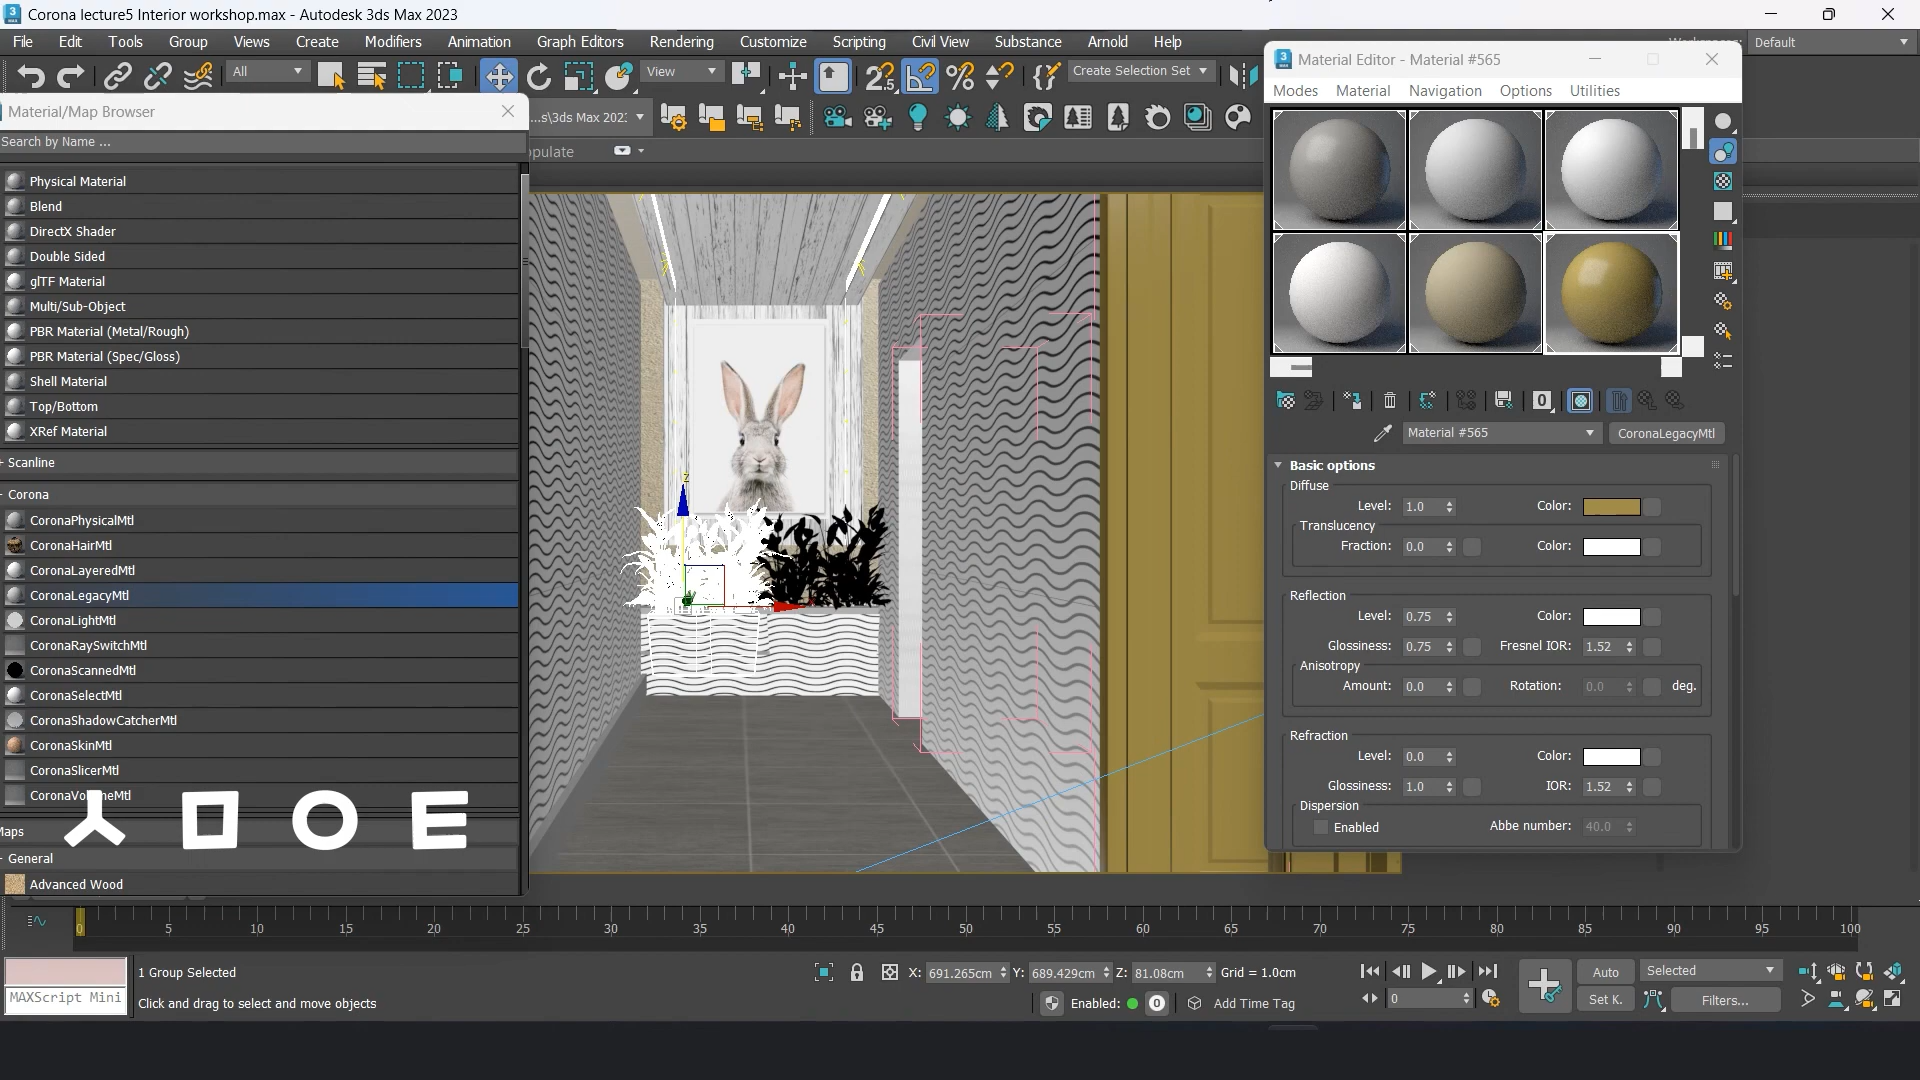 Corona lecture5 Interior workshop.max - Autodesk 3ds Max 2023
File Edit Tools Group Views Create Modifiers Animation Graph Editors Rendering Customize Scripting Civil View Substance Arnold Help
Default
All
View
Create Selection Set
...s\3ds Max 202
opulate
Material/Map Browser
Search by Name ...
Physical Material
Blend
DirectX Shader
Double Sided
glTF Material
Multi/Sub-Object
PBR Material (Metal/Rough)
PBR Material (Spec/Gloss)
Shell Material
Top/Bottom
XRef Material
+ Scanline
- Corona
CoronaPhysicalMtl
CoronaHairMtl
CoronaLayeredMtl
CoronaLegacyMtl
CoronaLightMtl
CoronaRaySwitchMtl
CoronaScannedMtl
CoronaSelectMtl
CoronaShadowCatcherMtl
CoronaSkinMtl
CoronaSlicerMtl
Maps
- General
Advanced Wood
Material Editor - Material #565
Modes Material Navigation Options Utilities
Material #565
CoronaLegacyMtl
Basic options
Diffuse
Level: 1.0 Color:
Translucency
Fraction: 0.0 Color:
Reflection
Level: 0.75 Color:
Glossiness: 0.75 Fresnel IOR: 1.52
Anisotropy
Amount: 0.0 Rotation: 0.0 deg.
Refraction
Level: 0.0 Color:
Glossiness: 1.0 IOR: 1.52
Dispersion
Enabled Abbe number: 40.0
z
0 5 10 15 20 25 30 35 40 45 50 55 60 65 70 75 80 85 90 95 100
MAXScript Mini
1 Group Selected
Click and drag to select and move objects
X: 691.265cm Y: 689.429cm Z: 81.08cm Grid = 1.0cm
Enabled: 0 Add Time Tag
0
Auto Selected
Set K. Filters...